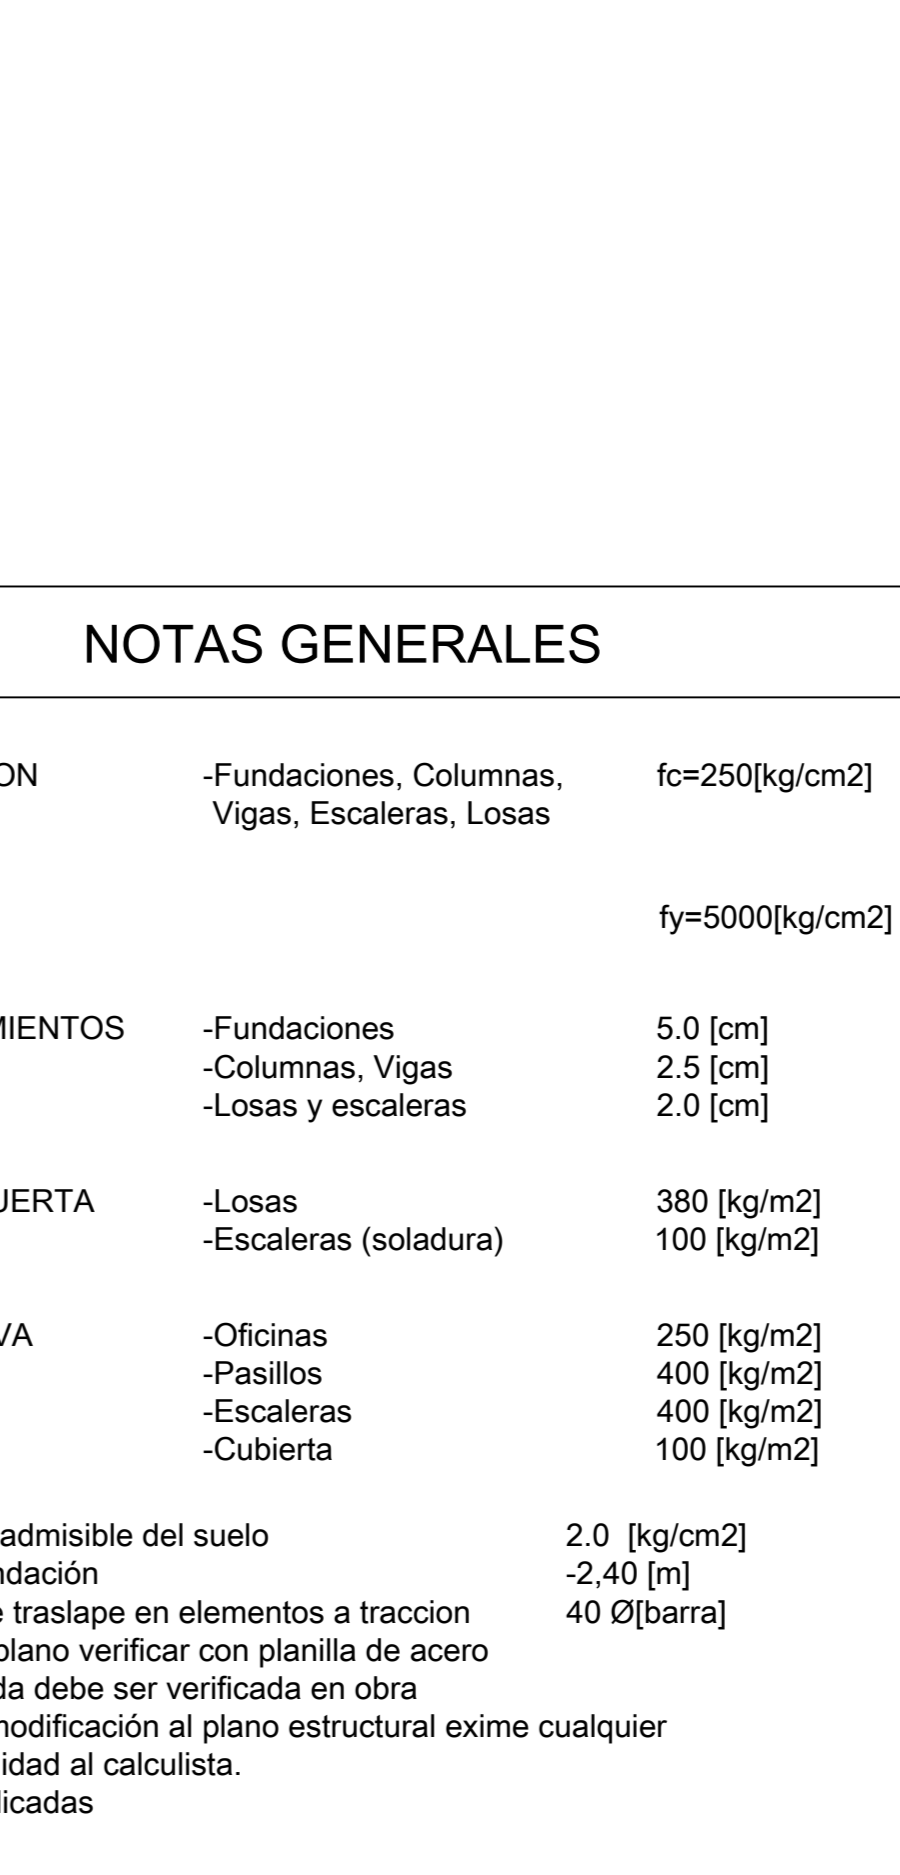 NOTAS GENERALES
ON -Fundaciones, Columnas, fc=250[kg/cm2]
Vigas, Escaleras, Losas
fy=5000[kg/cm2]
MIENTOS -Fundaciones 5.0 [cm]
-Columnas, Vigas 2.5 [cm]
-Losas y escaleras 2.0 [cm]
UERTA -Losas 380 [kg/m2]
-Escaleras (soladura) 100 [kg/m2]
VA -Oficinas 250 [kg/m2]
-Pasillos 400 [kg/m2]
-Escaleras 400 [kg/m2]
-Cubierta 100 [kg/m2]
admisible del suelo 2.0 [kg/cm2]
ndación -2,40 [m]
e traslape en elementos a traccion 40 Ø[barra]
plano verificar con planilla de acero
da debe ser verificada en obra
modificación al plano estructural exime cualquier
idad al calculista.
licadas